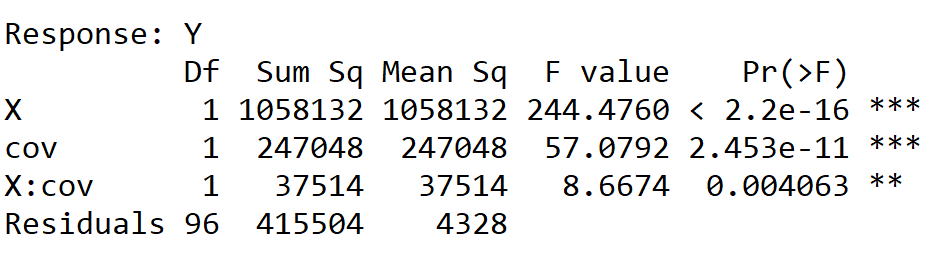 Response: Y
Df Sum Sq Mean Sq F value Pr(>F)
X 1 1058132 1058132 244.4760 < 2.2e-16 ***
cov 1 247048 247048 57.0792 2.453e-11 ***
X:cov 1 37514 37514 8.6674 0.004063 **
Residuals 96 415504 4328